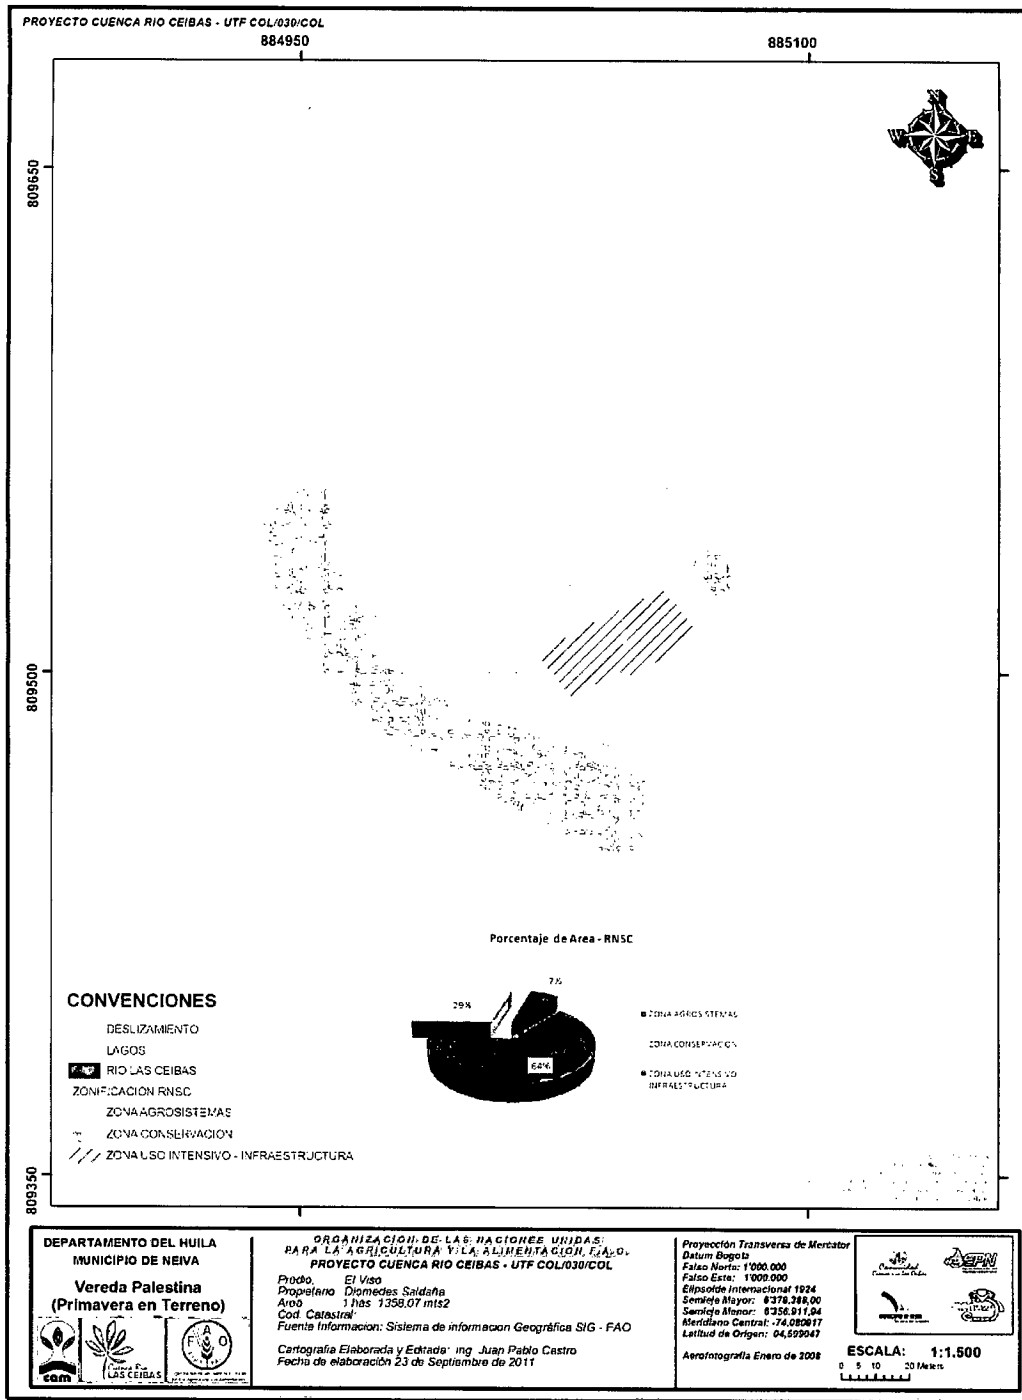 PROYECTO CUENCA RIO CEIBAS - UTF COL/030/COL
884950
885100
N
W
E
S
809650
809500
809350
Porcentaje de Area - RNSC
7%
29%
64%
ZONA AGROSISTEMAS
ZONA CONSERVACION
ZONA USO INTENSIVO
INFRAESTRUCTURA
CONVENCIONES
DESLIZAMIENTO
LAGOS
RIO LAS CEIBAS
ZONIFICACION RNSC
ZONA AGROSISTEMAS
ZONA CONSERVACION
ZONA USO INTENSIVO - INFRAESTRUCTURA
DEPARTAMENTO DEL HUILA
MUNICIPIO DE NEIVA
Vereda Palestina
(Primavera en Terreno)
cam
Cuenca Rio
LAS CEIBAS
F A O
ORGANIZACION DE LAS NACIONEE UNIDAS
PARA LA AGRICULTURA Y LA ALIMENTACION F.A.O.
PROYECTO CUENCA RIO CEIBAS - UTF COL/030/COL
Predio. El Viso
Propietario Diomedes Saldaña
Area 1 has 1358,07 mts2
Cod. Catastral:
Fuente Informacion: Sistema de informacion Geográfica SIG - FAO
Cartografia Elaborada y Editada: Ing. Juan Pablo Castro
Fecha de elaboración 23 de Septiembre de 2011
Proyección Transversa de Mercator
Datum Bogota
Falso Norte: 1'000.000
Falso Este: 1'000.000
Elipsoide Internacional 1924
Semieje Mayor: 6'378.388,00
Semieje Menor: 6'356.911,94
Meridiano Central: -74,080917
Latitud de Origen: 04,599047
Aerofotografía Enero de 2008
ASPN
ESCALA: 1:1.500
0 5 10 20 Meters